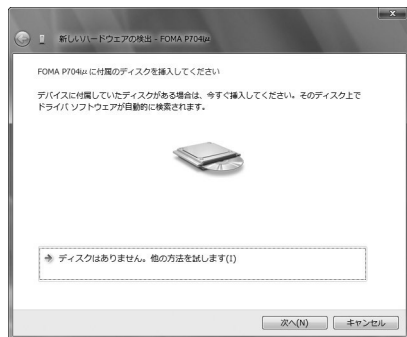 新しいハードウェアの検出 - FOMA P704iμ
FOMA P704iμ に付属のディスクを挿入してください
デバイスに付属していたディスクがある場合は、今すぐ挿入してください。そのディスク上で
ドライバ ソフトウェアが自動的に検索されます。
ディスクはありません。他の方法を試します(I)
次へ(N)
キャンセル